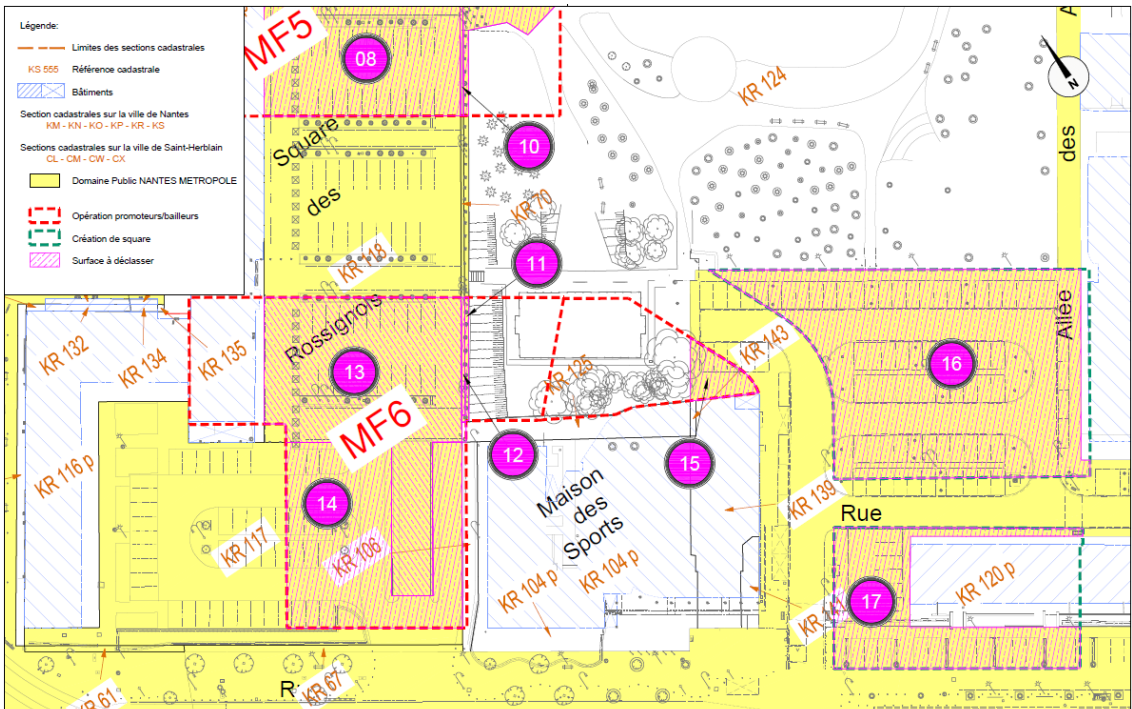 Légende:
Limites des sections cadastrales
KS 555 Référence cadastrale
Bâtiments
Section cadastrales sur la ville de Nantes
KM - KN - KO - KP - KR - KS
Sections cadastrales sur la ville de Saint-Herblain
CL - CM - CW - CX
Domaine Public NANTES METROPOLE
Opération promoteurs/bailleurs
Création de square
Surface à déclasser
MF5
08
KR 124
N
des
10
Square
des
KR 70
11
KR 118
Rossignols
KR 132
KR 134
KR 135
13
KR 125
KR 143
Allee
16
MF6
12
15
KR 116 p
14
Maison
des
Sports
KR 139
Rue
KR 117
KR 106
KR 104 p
KR 104 p
17
KR 120 p
R
KR 67
KR 61